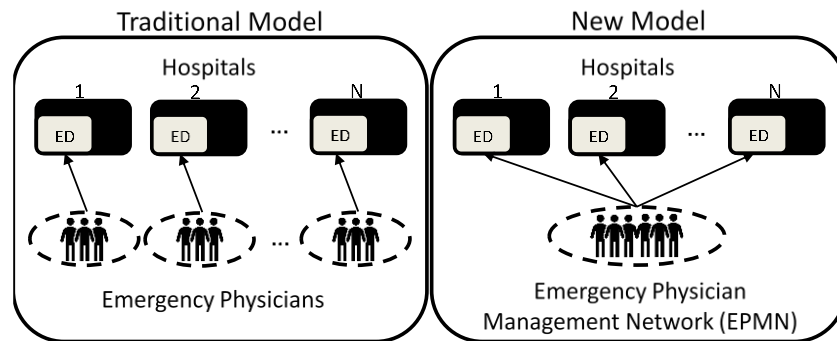 Traditional Model
Hospitals
1 2 N
ED ED ... ED
...
Emergency Physicians
New Model
Hospitals
1 2 N
ED ED ... ED
Emergency Physician
Management Network (EPMN)